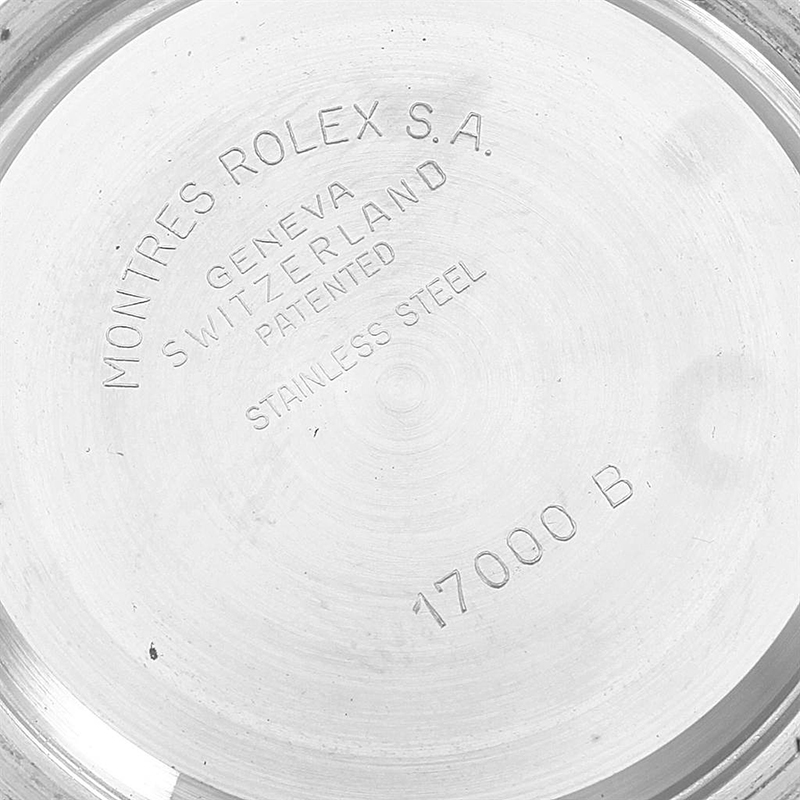 MONTRES ROLEX S.A.
GENEVA
SWITZERLAND
PATENTED
STAINLESS STEEL
17000 B